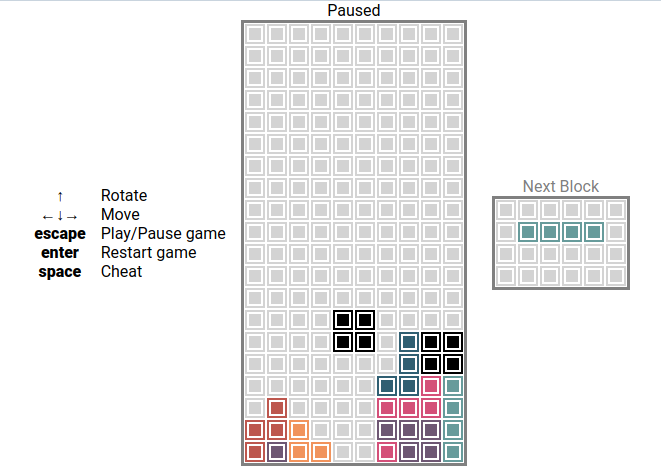 Paused
↑ Rotate
←↓→ Move
escape Play/Pause game
enter Restart game
space Cheat
Next Block